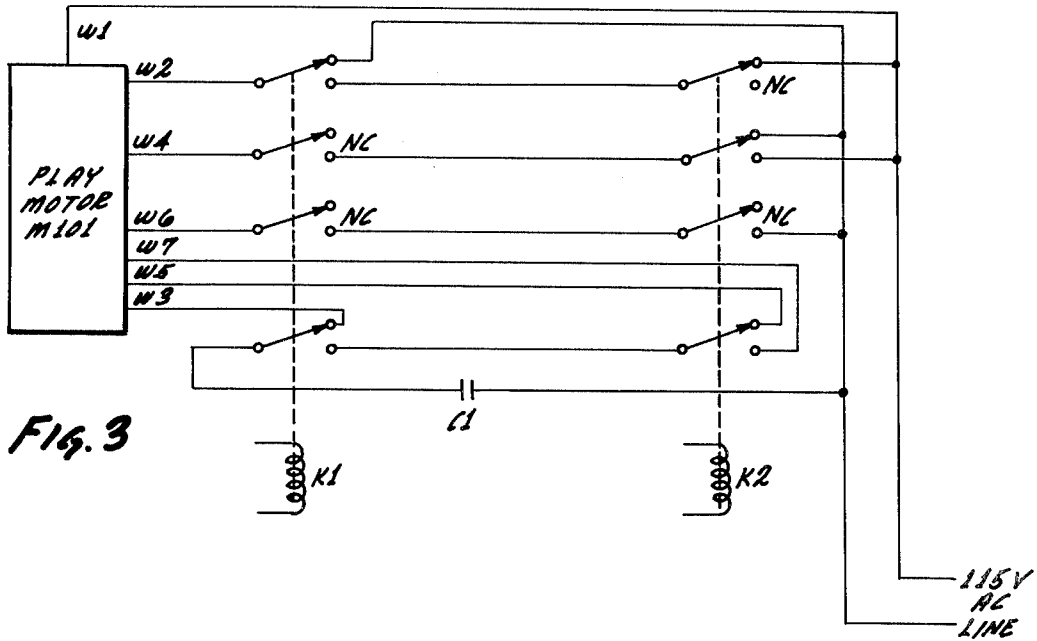 W1
W2
NC
W4
NC
PLAY
MOTOR
M101
W6
NC
NC
W7
W5
W3
C1
FIG. 3
K1
K2
115V
AC
LINE